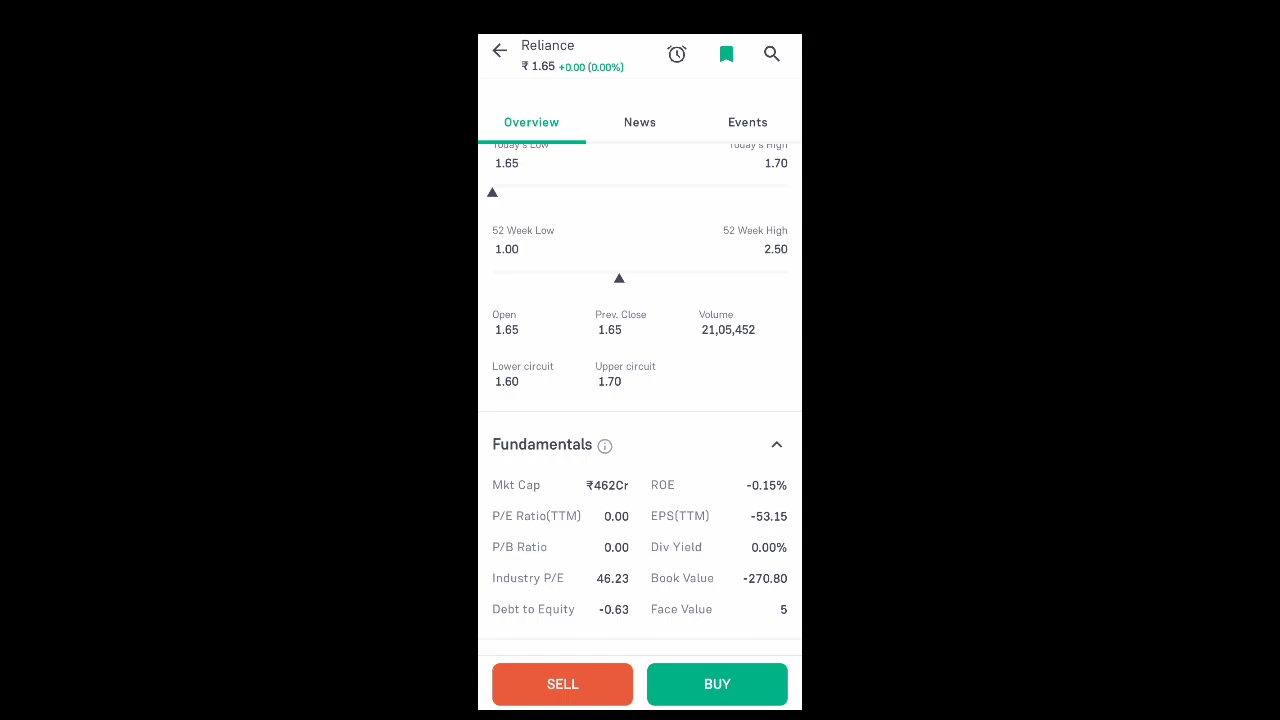 Reliance
₹ 1.65 +0.00 (0.00%)
Overview News Events
Today's Low Today's High
1.65 1.70
52 Week Low 52 Week High
1.00 2.50
Open Prev. Close Volume
1.65 1.65 21,05,452
Lower circuit Upper circuit
1.60 1.70
Fundamentals
Mkt Cap ₹462Cr ROE -0.15%
P/E Ratio(TTM) 0.00 EPS(TTM) -53.15
P/B Ratio 0.00 Div Yield 0.00%
Industry P/E 46.23 Book Value -270.80
Debt to Equity -0.63 Face Value 5
SELL BUY